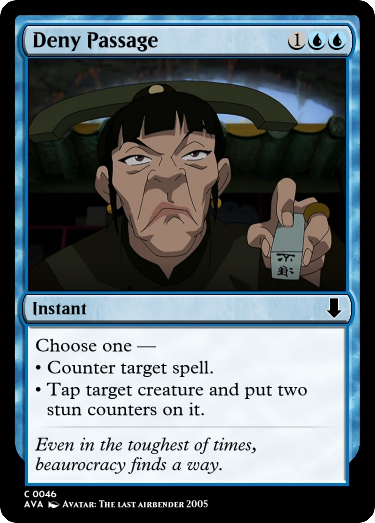 Deny Passage 1
Instant
Choose one —
• Counter target spell.
• Tap target creature and put two
stun counters on it.
Even in the toughest of times,
beaurocracy finds a way.
C 0046
AVA Avatar: The last airbender 2005